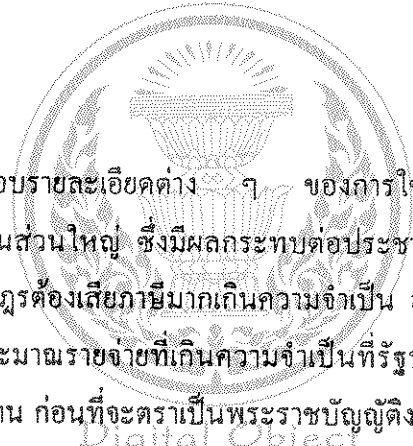 อบรายละเอียดต่าง ๆ ของการใ
นส่วนใหญ่ ซึ่งมีผลกระทบต่อประชา
ฎรต้องเสียภาษีมากเกินความจำเป็น
ะมาณรายจ่ายที่เกินความจำเป็นที่รัฐ
าน ก่อนที่จะตราเป็นพระราชบัญญัติง
Digital Object